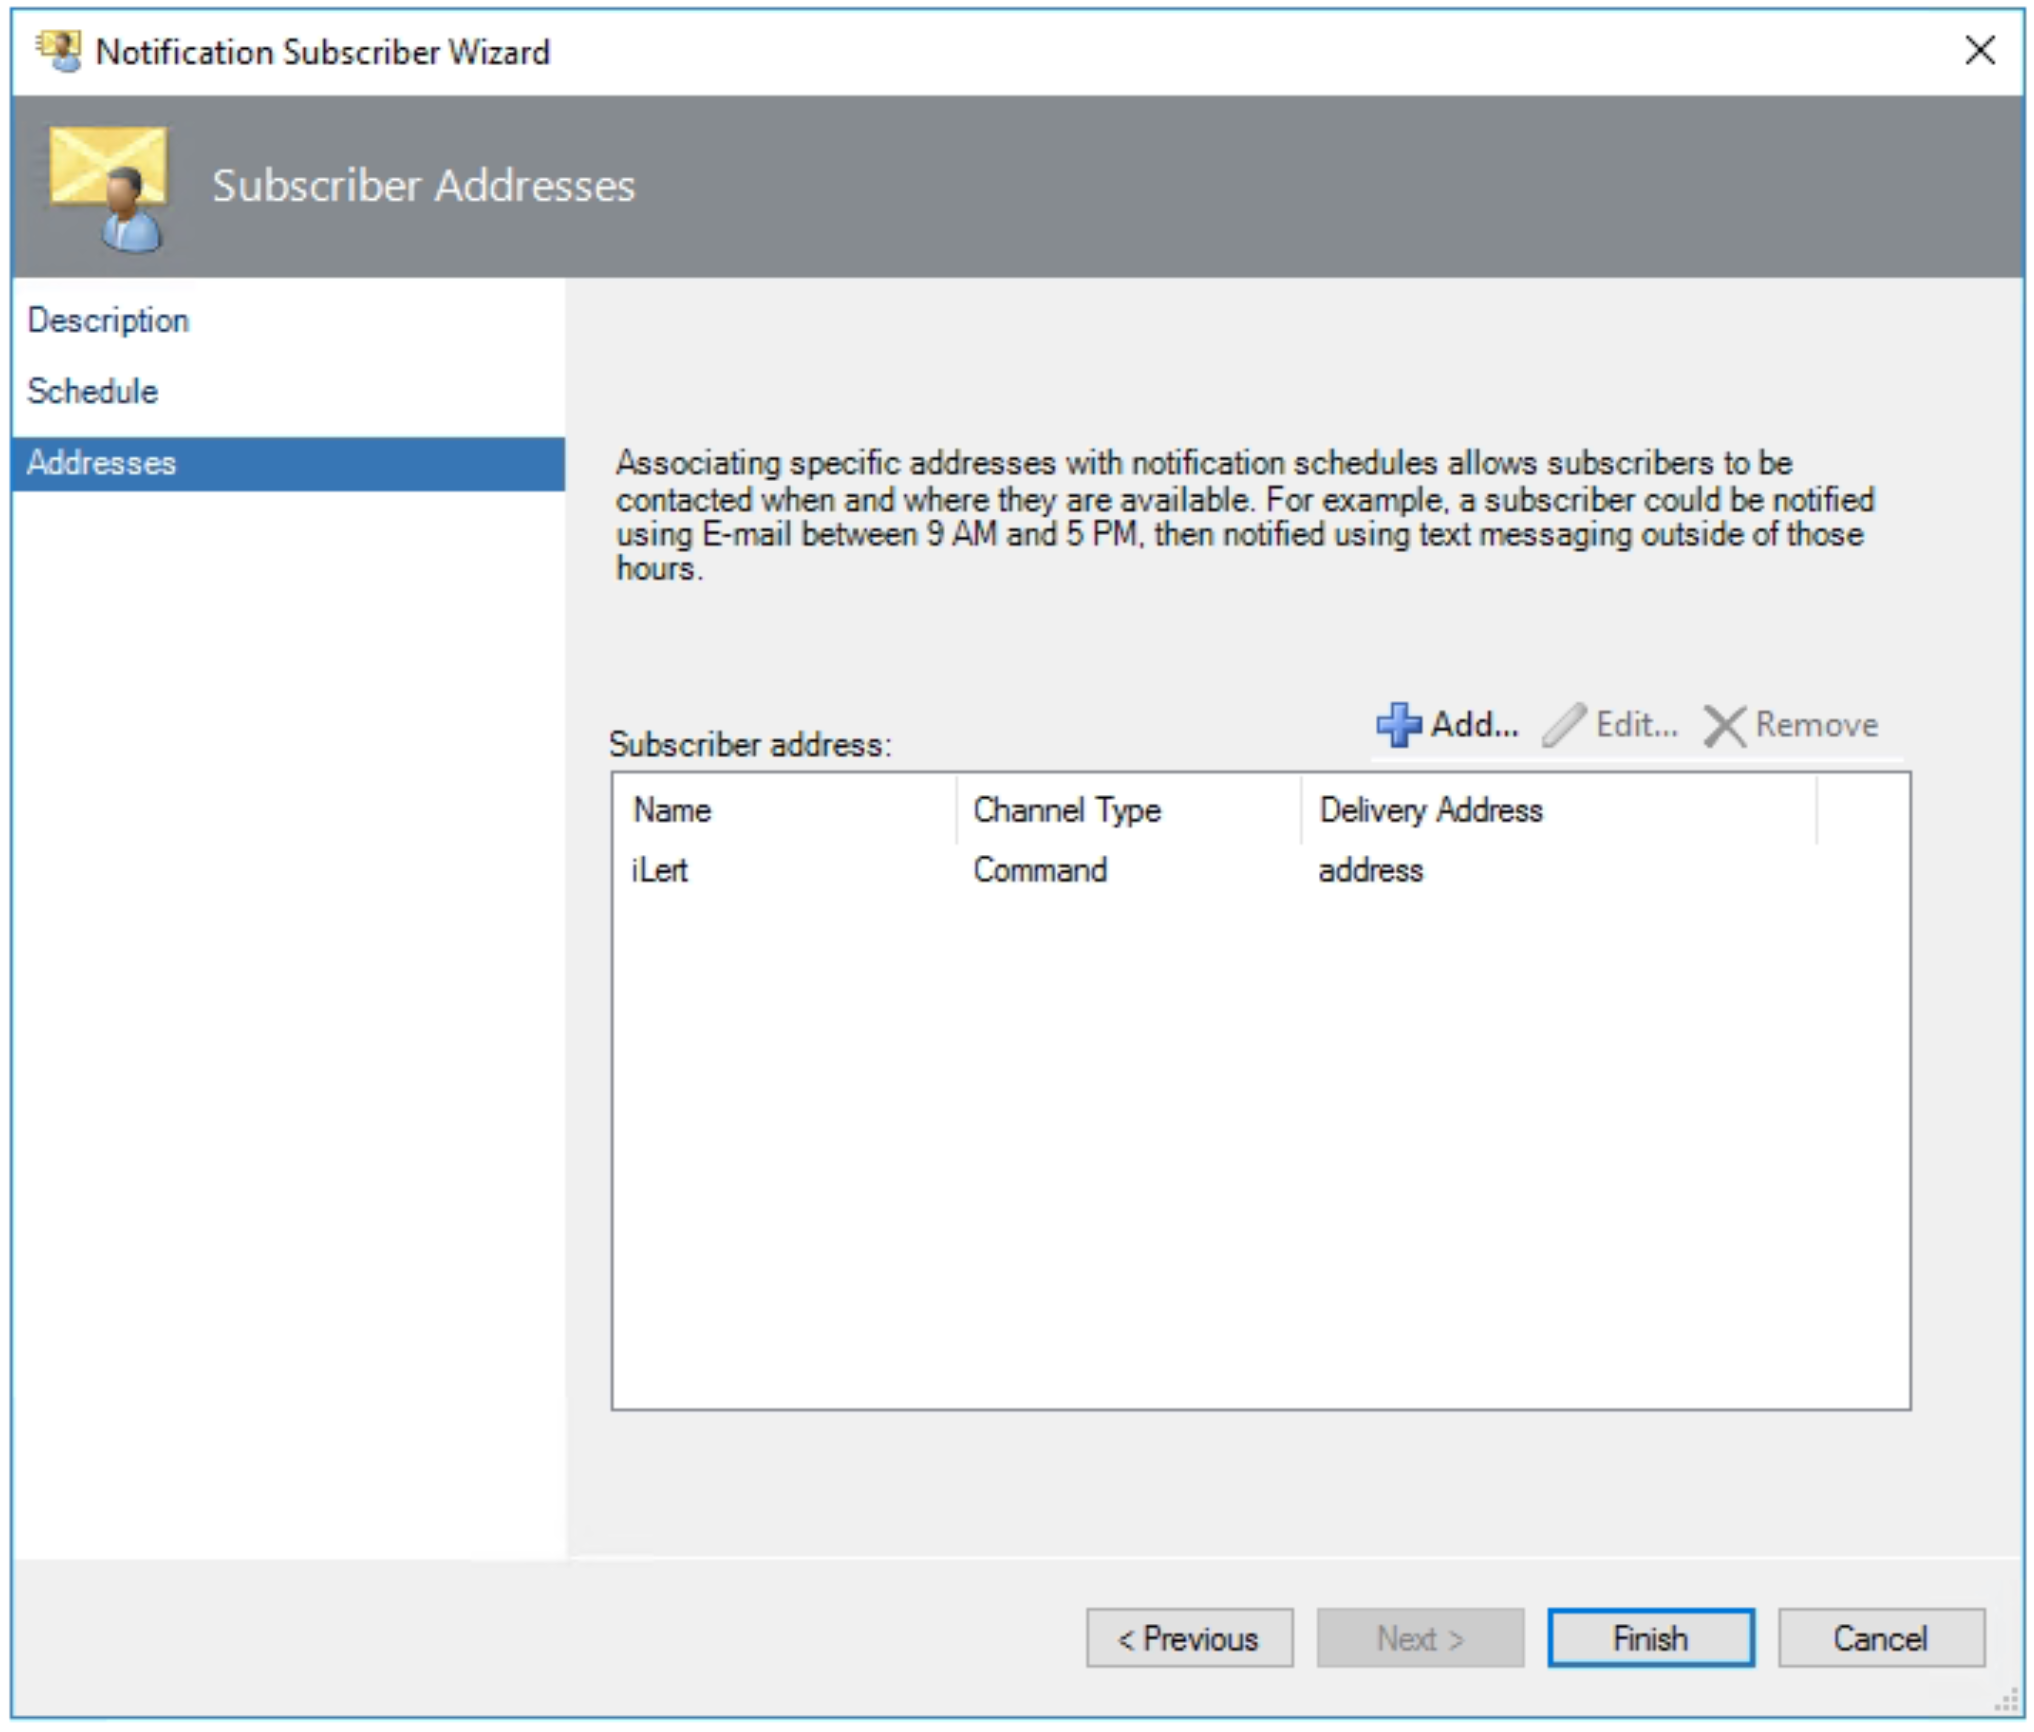 Notification Subscriber Wizard
Subscriber Addresses
Description
Schedule
Addresses
Associating specific addresses with notification schedules allows subscribers to be
contacted when and where they are available. For example, a subscriber could be notified
using E-mail between 9 AM and 5 PM, then notified using text messaging outside of those
hours.
Add... Edit... Remove
Subscriber address:
Name Channel Type Delivery Address
iLert Command address
< Previous Next > Finish Cancel